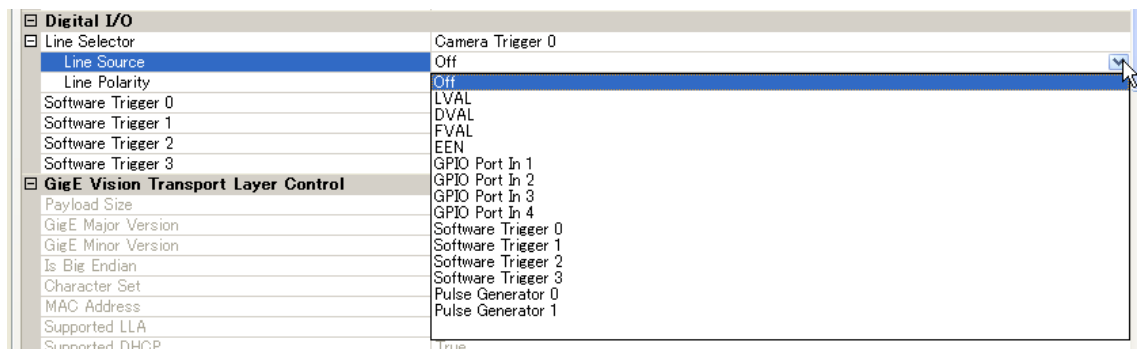 Digital I/O
Line Selector Camera Trigger 0
Line Source Off
Line Polarity
Software Trigger 0
Software Trigger 1
Software Trigger 2
Software Trigger 3
GigE Vision Transport Layer Control
Payload Size
GigE Major Version
GigE Minor Version
Is Big Endian
Character Set
MAC Address
Supported LLA
Supported DHCP True
Off
LVAL
DVAL
FVAL
EEN
GPIO Port In 1
GPIO Port In 2
GPIO Port In 3
GPIO Port In 4
Software Trigger 0
Software Trigger 1
Software Trigger 2
Software Trigger 3
Pulse Generator 0
Pulse Generator 1